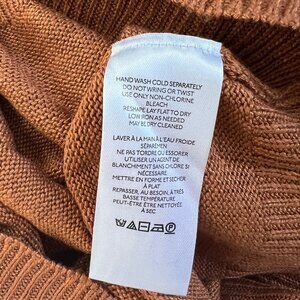 HAND WASH COLD SEPARATELY
DO NOT WRING OR TWIST
USE ONLY NON-CHLORINE
BLEACH
RESHAPE LAY FLAT TO DRY
LOW IRON AS NEEDED
MAY BE DRY CLEANED
LAVER À LA MAIN À L'EAU FROIDE
SÉPARÉMEN
NE PAS TORDRE OU ESSORER
UTILISER UN AGENT DE
BLANCHIMENT SANS CHLORE SI
NÉCESSAIRE
METTRE EN FORME ET SECHER
À PLAT
REPASSER, AU BESOIN, À TRÈS
BASSE TEMPÉRATURE
PEUT-ÊTRE NETTOYÉE
À SEC